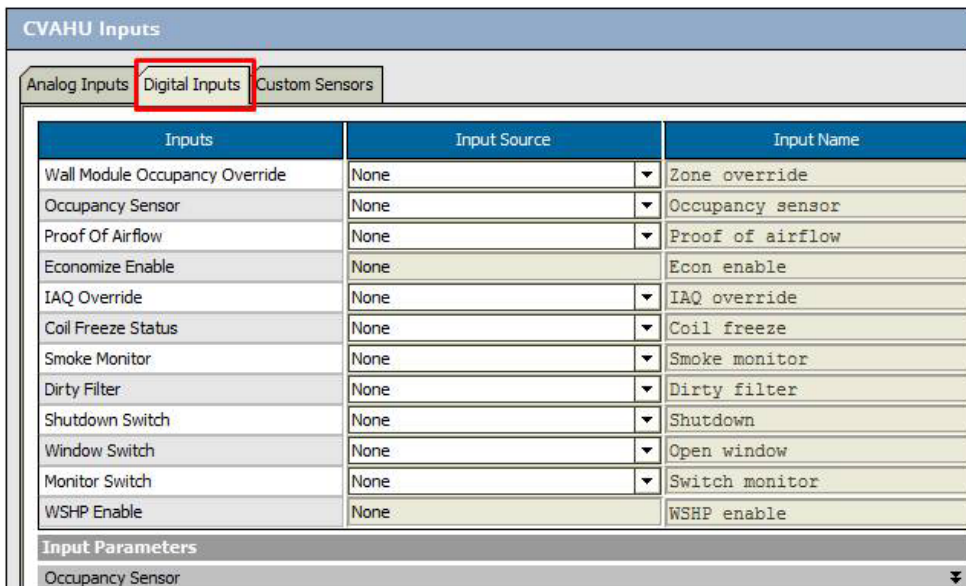 CVAHU Inputs
Analog Inputs Digital Inputs Custom Sensors
Inputs Input Source Input Name
Wall Module Occupancy Override None Zone override
Occupancy Sensor None Occupancy sensor
Proof Of Airflow None Proof of airflow
Economize Enable None Econ enable
IAQ Override None IAQ override
Coil Freeze Status None Coil freeze
Smoke Monitor None Smoke monitor
Dirty Filter None Dirty filter
Shutdown Switch None Shutdown
Window Switch None Open window
Monitor Switch None Switch monitor
WSHP Enable None WSHP enable
Input Parameters
Occupancy Sensor